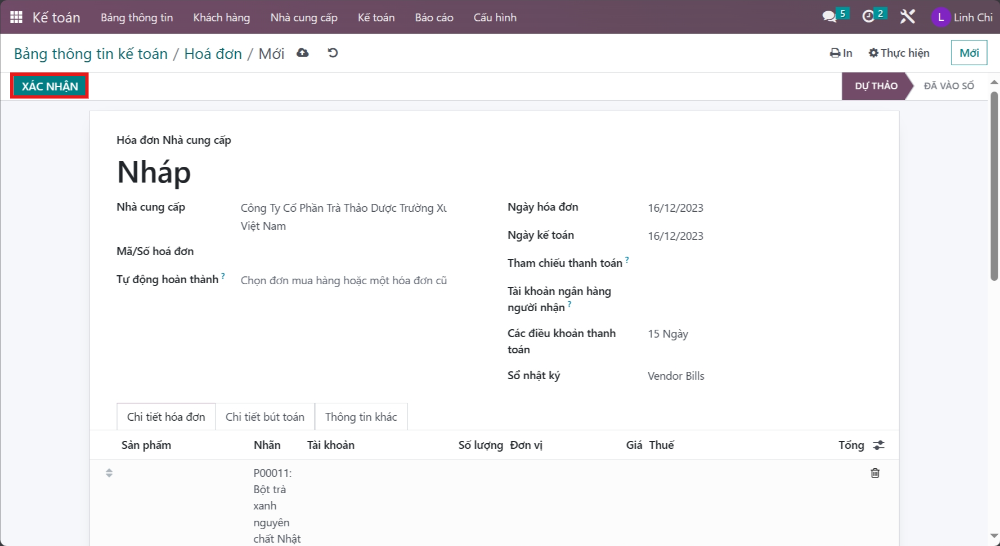 Kế toán Bảng thông tin Khách hàng Nhà cung cấp Kế toán Báo cáo Cấu hình 5 2 L Linh Chi
Bảng thông tin kế toán / Hoá đơn / Mới In Thực hiện Mới
XÁC NHẬN DỰ THẢO ĐÃ VÀO SỔ
Hóa đơn Nhà cung cấp
Nháp
Nhà cung cấp Công Ty Cổ Phần Trà Thảo Dược Trường Xu
Việt Nam
Mã/Số hoá đơn
Tự động hoàn thành ? Chọn đơn mua hàng hoặc một hóa đơn cũ
Ngày hóa đơn 16/12/2023
Ngày kế toán 16/12/2023
Tham chiếu thanh toán ?
Tài khoản ngân hàng
người nhận ?
Các điều khoản thanh
toán 15 Ngày
Sổ nhật ký Vendor Bills
Chi tiết hóa đơn Chi tiết bút toán Thông tin khác
Sản phẩm Nhãn Tài khoản Số lượng Đơn vị Giá Thuế Tổng
P00011:
Bột trà
xanh
nguyên
chất Nhật